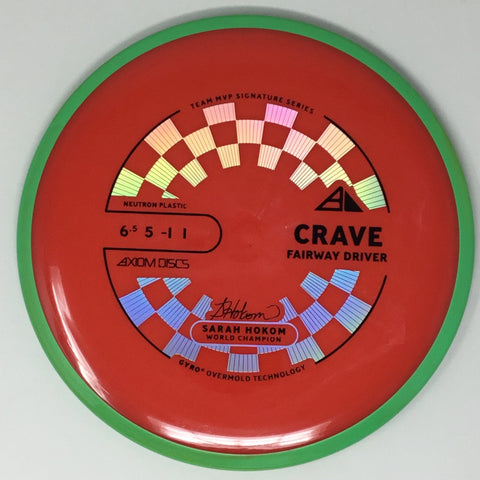 TEAM MVP SIGNATURE SERIES
NEUTRON PLASTIC
6.5 5 -1 1
AXIOM DISCS
CRAVE
FAIRWAY DRIVER
SHokom
SARAH HOKOM
WORLD CHAMPION
GYRO® OVERMOLD TECHNOLOGY